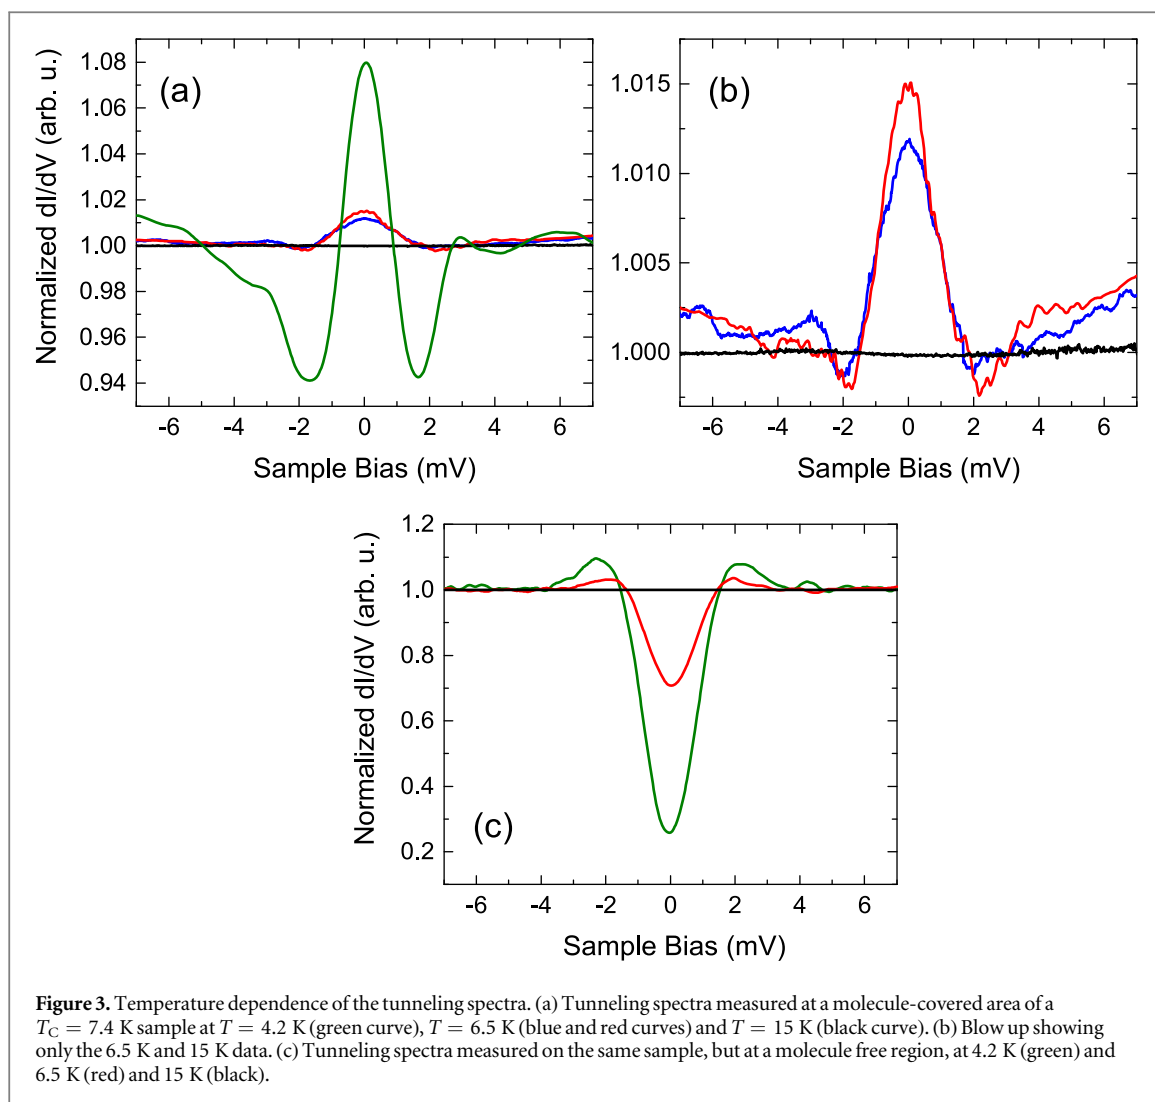 (a)
Normalized dI/dV (arb. u.)
1.08
1.06
1.04
1.02
1.00
0.98
0.96
0.94
-6 -4 -2 0 2 4 6
Sample Bias (mV)
(b)
1.015
1.010
1.005
1.000
-6 -4 -2 0 2 4 6
Sample Bias (mV)
Normalized dI/dV (arb. u.)
1.2
1.0
0.8
0.6
0.4
0.2
(c)
-6 -4 -2 0 2 4 6
Sample Bias (mV)
Figure 3. Temperature dependence of the tunneling spectra. (a) Tunneling spectra measured at a molecule-covered area of a
T_C = 7.4 K sample at T = 4.2 K (green curve), T = 6.5 K (blue and red curves) and T = 15 K (black curve). (b) Blow up showing
only the 6.5 K and 15 K data. (c) Tunneling spectra measured on the same sample, but at a molecule free region, at 4.2 K (green) and
6.5 K (red) and 15 K (black).